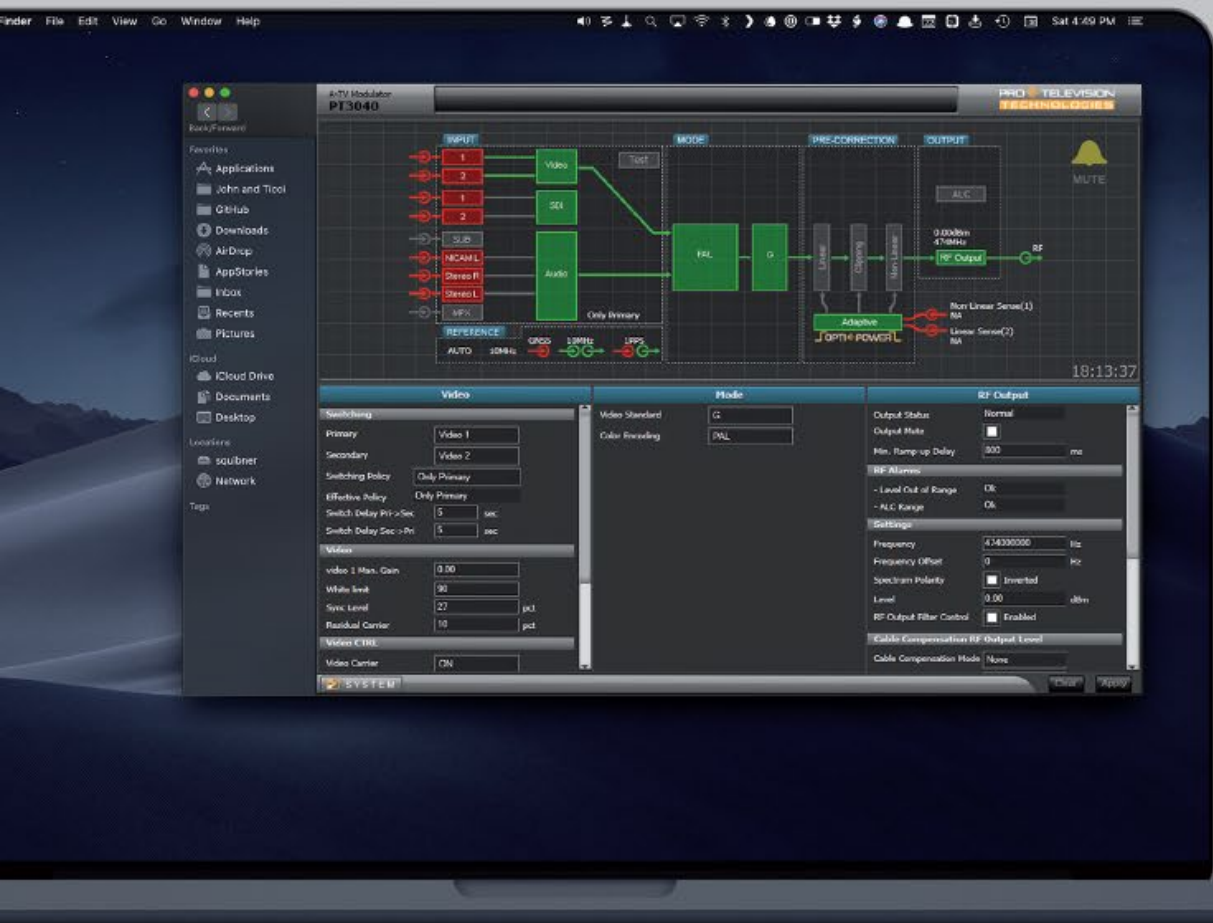 Finder File Edit View Go Window Help
Sat 4:49 PM
Back/Forward
Favorites
Applications
John and Ticci
GitHub
Downloads
AirDrop
AppStories
Inbox
Recents
Pictures
iCloud
iCloud Drive
Documents
Desktop
Locations
squibner
Network
Tags
A-TV Modulator
PT3040
PRO TELEVISION
TECHNOLOGIES
INPUT
MODE
PRE-CORRECTION
OUTPUT
1
2
Video
Test
MUTE
1
2
SDI
ALC
SUB
NICAM L
Stereo R
Stereo L
MPX
Audio
Only Primary
PAL
G
Linear
Clipping
Non Linear
0.00dBm
474MHz
RF Output
RF
Adaptive
OPTI POWER
Non Linear Sense(1)
NA
Linear Sense(2)
NA
REFERENCE
AUTO 10MHz
GNSS 10MHz 1PPS
18:13:37
Video
Mode
RF Output
Switching
Primary Video 1
Secondary Video 2
Switching Policy Only Primary
Effective Policy Only Primary
Switch Delay Pri->Sec 5 sec
Switch Delay Sec->Pri 5 sec
Video
video 1 Man. Gain 0.00
White limit 90
Sync Level 27 pct
Residual Carrier 10 pct
Video CTRL
Video Carrier ON
Video Standard G
Color Encoding PAL
Output Status Normal
Output Mute
Min. Ramp-up Delay 800 ms
RF Alarms
- Level Out of Range Ok
- ALC Range Ok
Settings
Frequency 474000000 Hz
Frequency Offset 0 Hz
Spectrum Polarity Inverted
Level 0.00 dBm
RF Output Filter Control Enabled
Cable Compensation RF Output Level
Cable Compensation Mode None
SYSTEM
Clear Apply